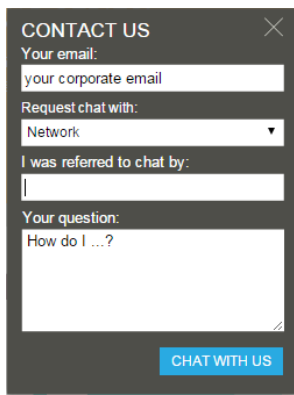 CONTACT US
Your email:
your corporate email
Request chat with:
Network
I was referred to chat by:
Your question:
How do I ...?
CHAT WITH US